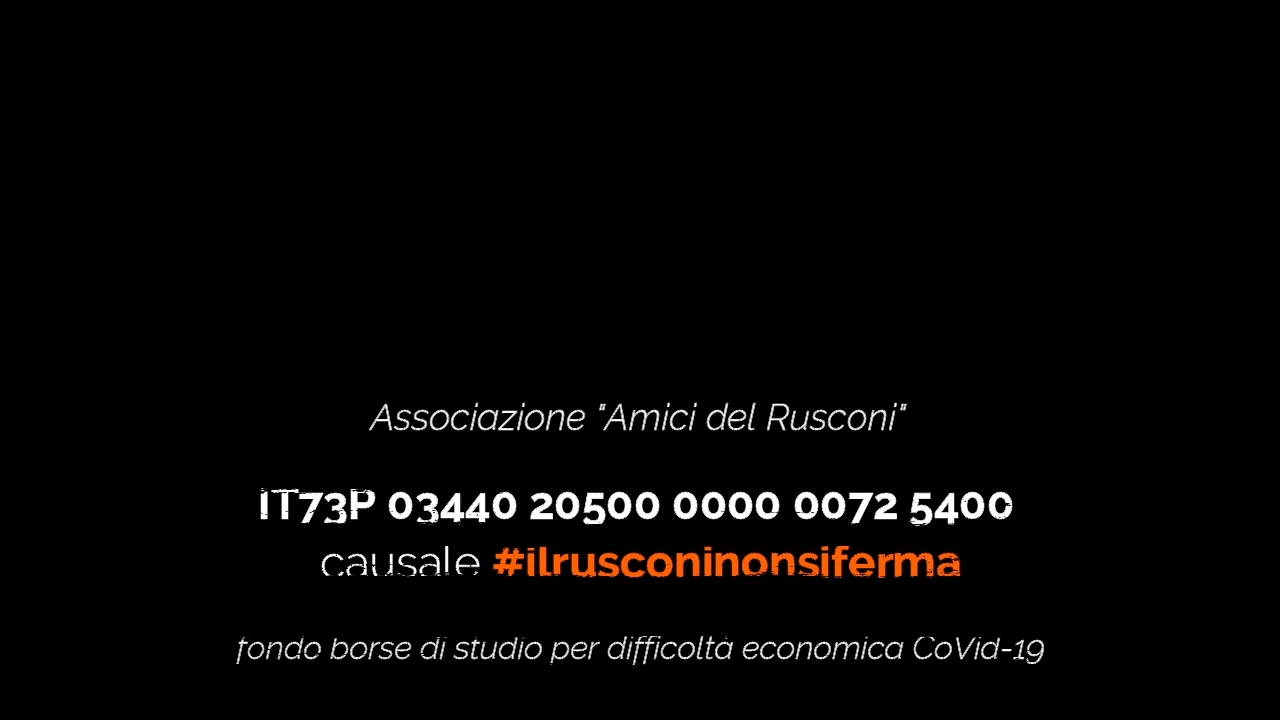 Associazione "Amici del Rusconi"
IT73P 03440 20500 0000 0072 5400
causale #ilrusconinonsiferma
fondo borse di studio per difficoltà economica CoVid-19